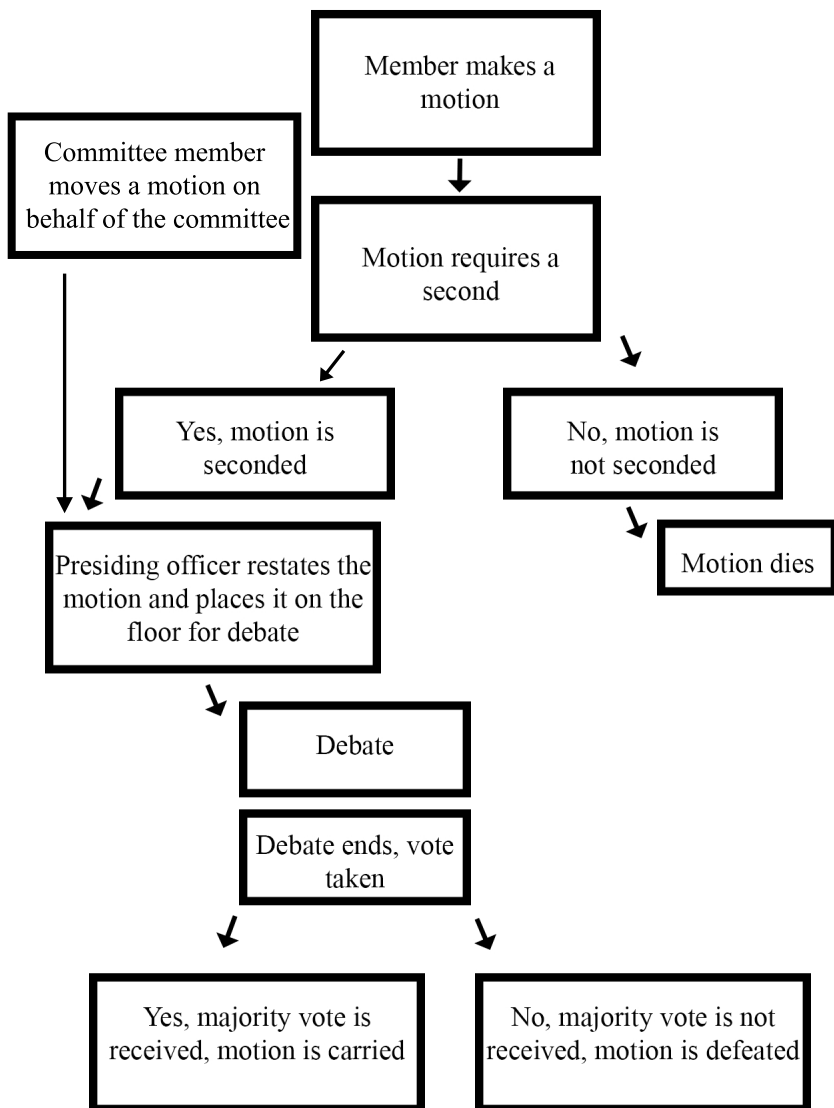 Member makes a
motion
Committee member
moves a motion on
behalf of the committee
Motion requires a
second
Yes, motion is
seconded
No, motion is
not seconded
Presiding officer restates the
motion and places it on the
floor for debate
Motion dies
Debate
Debate ends, vote
taken
Yes, majority vote is
received, motion is carried
No, majority vote is not
received, motion is defeated